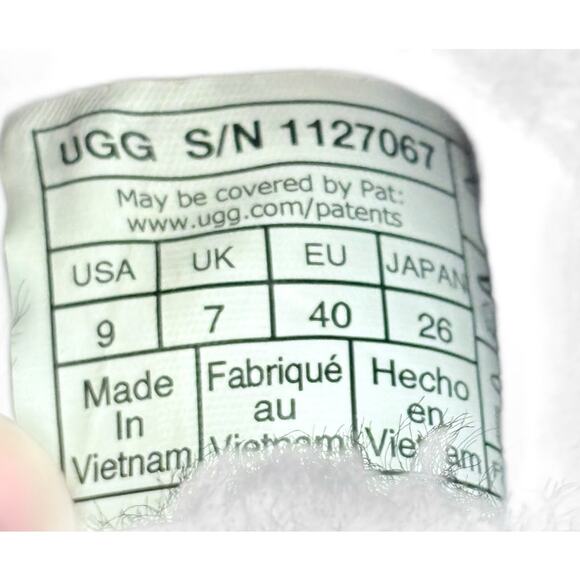 UGG S/N 1127067
May be covered by Pat:
www.ugg.com/patents
USA UK EU JAPAN
9 7 40 26
Made In Vietnam
Fabriqué au Vietnam
Hecho en Vietnam